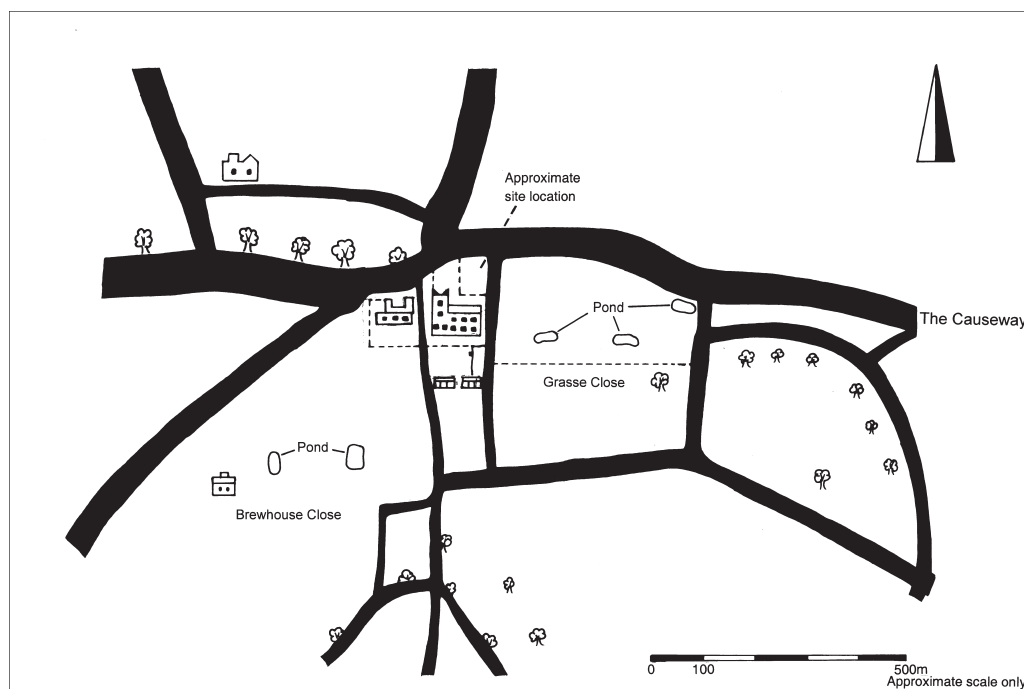 Approximate
site location
Pond
The Causeway
Grasse Close
Pond
Brewhouse Close
0
100
500m
Approximate scale only